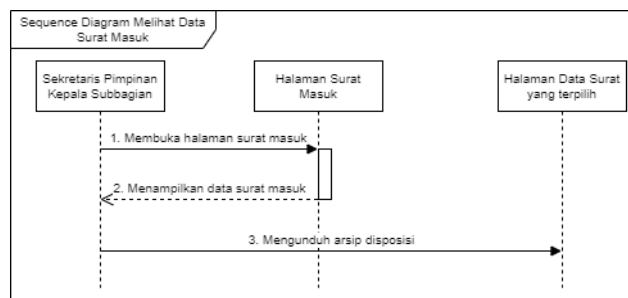 Sequence Diagram Melihat Data
Surat Masuk
Sekretaris Pimpinan
Kepala Subbagian
Halaman Surat
Masuk
Halaman Data Surat
yang terpilih
1. Membuka halaman surat masuk
2. Menampilkan data surat masuk
3. Mengunduh arsip disposisi